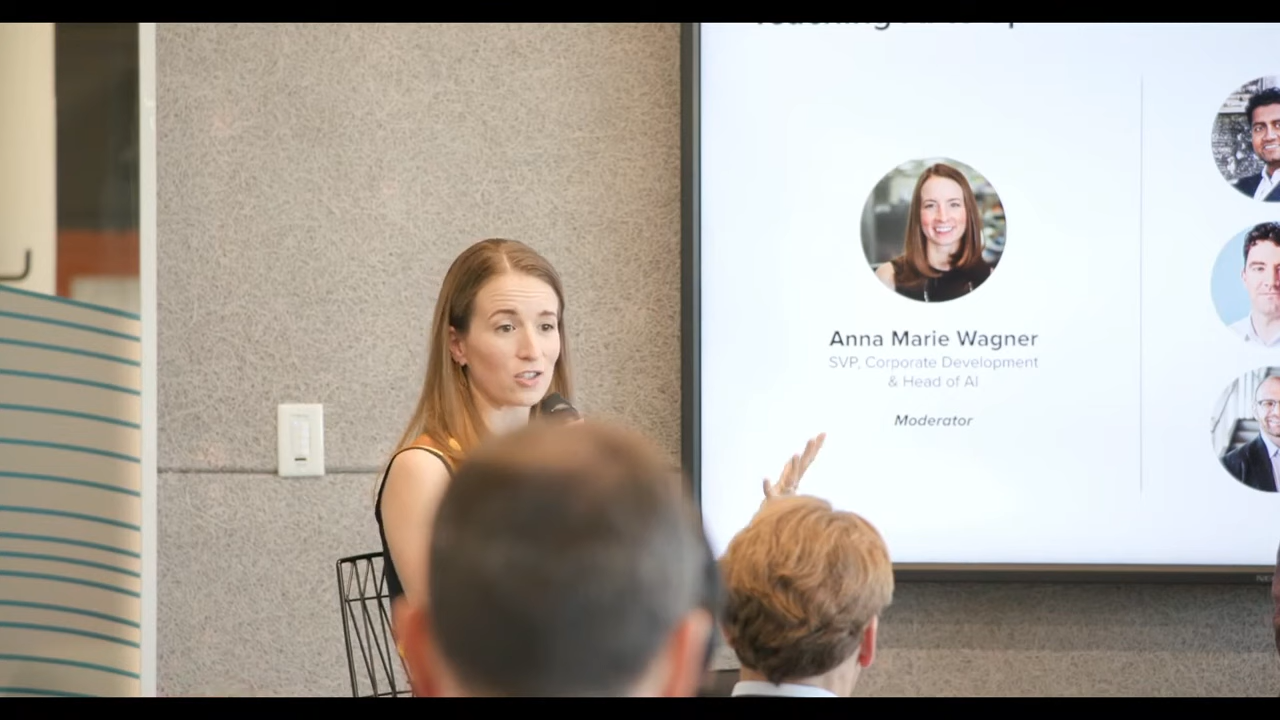 Anna Marie Wagner
SVP, Corporate Development
& Head of AI
Moderator